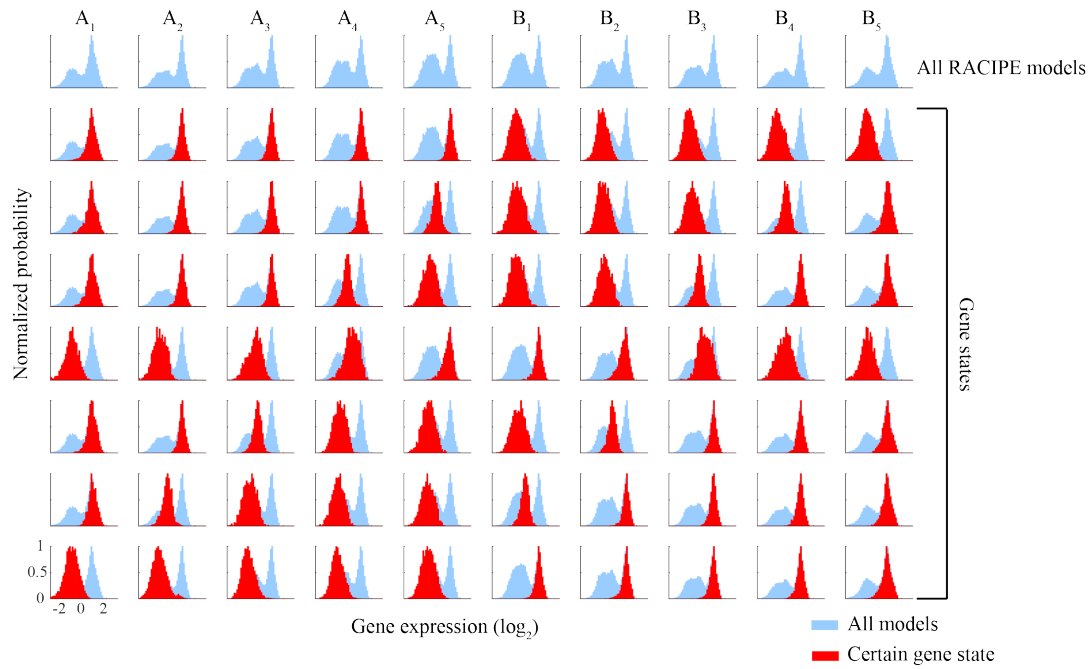 A1 A2 A3 A4 A5 B1 B2 B3 B4 B5
All RACIPE models
Normalized probability
Gene states
1
0.5
0
-2 0 2
Gene expression (log2)
All models
Certain gene state